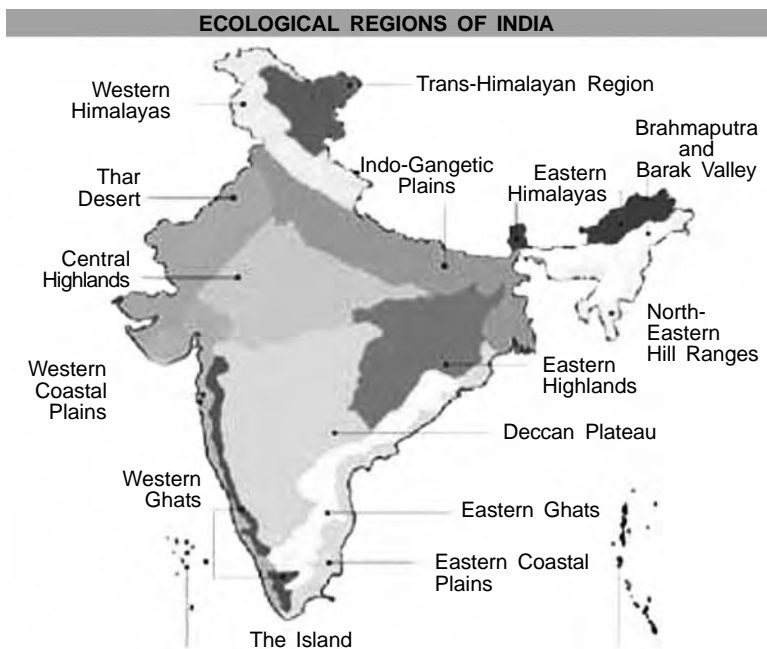 ECOLOGICAL REGIONS OF INDIA
Western
Himalayas
Trans-Himalayan Region
Brahmaputra
and
Barak Valley
Indo-Gangetic
Plains
Eastern
Himalayas
Thar
Desert
Central
Highlands
North-
Eastern
Hill Ranges
Western
Coastal
Plains
Eastern
Highlands
Deccan Plateau
Western
Ghats
Eastern Ghats
Eastern Coastal
Plains
The Island